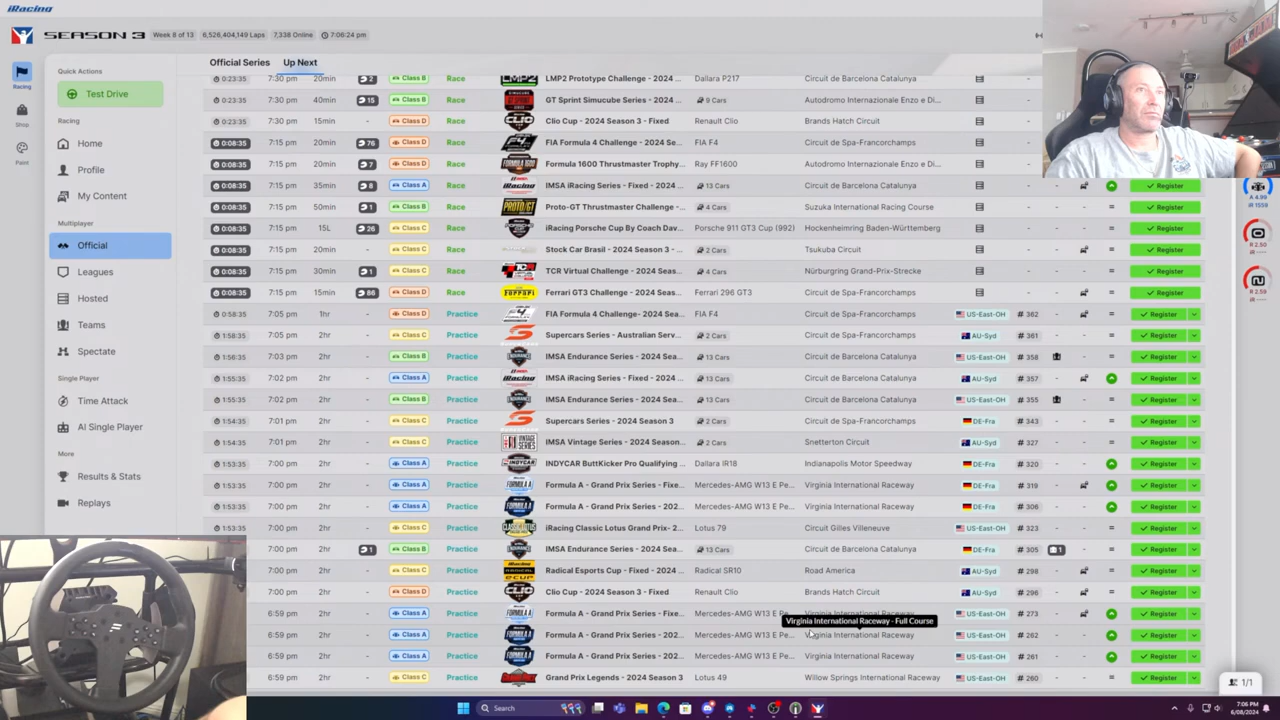 iRacing
SEASON 3 Week 8 of 13 6,526,404,149 Laps 7,338 Online 7:06:24 pm
Quick Actions
Test Drive
Racing
Home
Profile
My Content
Multiplayer
Official
Leagues
Hosted
Teams
Spectate
Single Player
Time Attack
AI Single Player
More
Results & Stats
Replays
Racing
Shop
Paint
Official Series Up Next
0:23:35 7:30 pm 20min 2 Class B Race LMP2 Prototype Challenge - 2024 ... Dallara P217 Circuit de Barcelona Catalunya
0:23:35 7:30 pm 40min 15 Class B Race GT Sprint Simucube Series - 2024 ... 9 Cars Autodromo Internazionale Enzo e Di...
0:23:35 7:30 pm 15min - Class D Race Clio Cup - 2024 Season 3 - Fixed Renault Clio Brands Hatch Circuit
0:08:35 7:15 pm 20min 76 Class D Race FIA Formula 4 Challenge - 2024 Se... FIA F4 Circuit de Spa-Francorchamps
0:08:35 7:15 pm 20min 7 Class D Race Formula 1600 Thrustmaster Trophy... Ray FF1600 Autodromo Internazionale Enzo e Di...
0:08:35 7:15 pm 35min 8 Class A Race IMSA iRacing Series - Fixed - 2024... 13 Cars Circuit de Barcelona Catalunya - - = Register
0:08:35 7:15 pm 50min 1 Class B Race Proto-GT Thrustmaster Challenge -... 4 Cars Suzuka International Racing Course - - = Register
0:08:35 7:15 pm 15L 26 Class C Race iRacing Porsche Cup By Coach Dav... Porsche 911 GT3 Cup (992) Hockenheimring Baden-Württemberg - - = Register
0:08:35 7:15 pm 15min - Class C Race Stock Car Brasil - 2024 Season 3 -... 2 Cars Tsukuba Circuit - - = Register
0:08:35 7:15 pm 30min 1 Class C Race TCR Virtual Challenge - 2024 Seas... 4 Cars Nürburgring Grand-Prix-Strecke - - = Register
0:08:35 7:15 pm 15min 86 Class D Race Ferrari GT3 Challenge - 2024 Sea... Ferrari 296 GT3 Circuit de Spa-Francorchamps - - = Register
0:58:35 7:05 pm 1hr - Class D Practice FIA Formula 4 Challenge - 2024 Se... FIA F4 Circuit de Spa-Francorchamps US-East-OH # 362 - = Register
1:58:35 7:05 pm 2hr - Class C Practice Supercars Series - Australian Serv... 2 Cars Circuit de Spa-Francorchamps AU-Syd # 361 - = Register
1:56:35 7:03 pm 2hr - Class B Practice IMSA Endurance Series - 2024 Sea... 13 Cars Circuit de Barcelona Catalunya US-East-OH # 358 - - = Register
1:55:35 7:02 pm 2hr - Class A Practice IMSA iRacing Series - Fixed - 2024... 13 Cars Circuit de Barcelona Catalunya AU-Syd # 357 - = Register
1:55:35 7:02 pm 2hr - Class B Practice IMSA Endurance Series - 2024 Sea... 13 Cars Circuit de Barcelona Catalunya US-East-OH # 355 - - = Register
1:54:35 7:01 pm 2hr - Class C Practice Supercars Series - 2024 Season 3 2 Cars Circuit de Spa-Francorchamps DE-Fra # 343 - - = Register
1:54:35 7:01 pm 2hr - Class C Practice IMSA Vintage Series - 2024 Season... 2 Cars Snetterton Circuit AU-Syd # 327 - - = Register
1:53:35 7:00 pm 2hr - Class A Practice INDYCAR ButtKicker Pro Qualifying ... Dallara IR18 Indianapolis Motor Speedway DE-Fra # 320 - - = Register
1:53:35 7:00 pm 2hr - Class A Practice Formula A - Grand Prix Series - Fixe... Mercedes-AMG W13 E Pe... Virginia International Raceway DE-Fra # 319 - = Register
1:53:35 7:00 pm 2hr - Class A Practice Formula A - Grand Prix Series - 202... Mercedes-AMG W13 E Pe... Virginia International Raceway DE-Fra # 306 - - = Register
1:53:35 7:00 pm 2hr - Class C Practice iRacing Classic Lotus Grand Prix- 2... Lotus 79 Circuit Gilles Villeneuve US-East-OH # 323 - - = Register
7:00 pm 2hr 1 Class B Practice IMSA Endurance Series - 2024 Sea... 13 Cars Circuit de Barcelona Catalunya DE-Fra # 305 1 - = Register
7:00 pm 2hr - Class C Practice Radical Esports Cup - Fixed - 2024... Radical SR10 Road America AU-Syd # 298 - = Register
7:00 pm 2hr - Class D Practice Clio Cup - 2024 Season 3 - Fixed Renault Clio Brands Hatch Circuit AU-Syd # 269 - = Register
6:59 pm 2hr - Class A Practice Formula A - Grand Prix Series - Fixe... Mercedes-AMG W13 E Pe... Virginia International Raceway US-East-OH # 273 - = Register
Virginia International Raceway - Full Course
6:59 pm 2hr - Class A Practice Formula A - Grand Prix Series - 202... Mercedes-AMG W13 E Pe... Virginia International Raceway US-East-OH # 262 - - = Register
6:59 pm 2hr - Class A Practice Formula A - Grand Prix Series - 202... Mercedes-AMG W13 E Pe... Virginia International Raceway US-East-OH # 261 - - = Register
6:59 pm 2hr - Class C Practice Grand Prix Legends - 2024 Season 3 Lotus 49 Willow Springs International Raceway US-East-OH # 260 - - = Register
A 4.99
iR 1559
R 2.50
R 2.59
1/1
Search
7:06 PM
6/08/2024